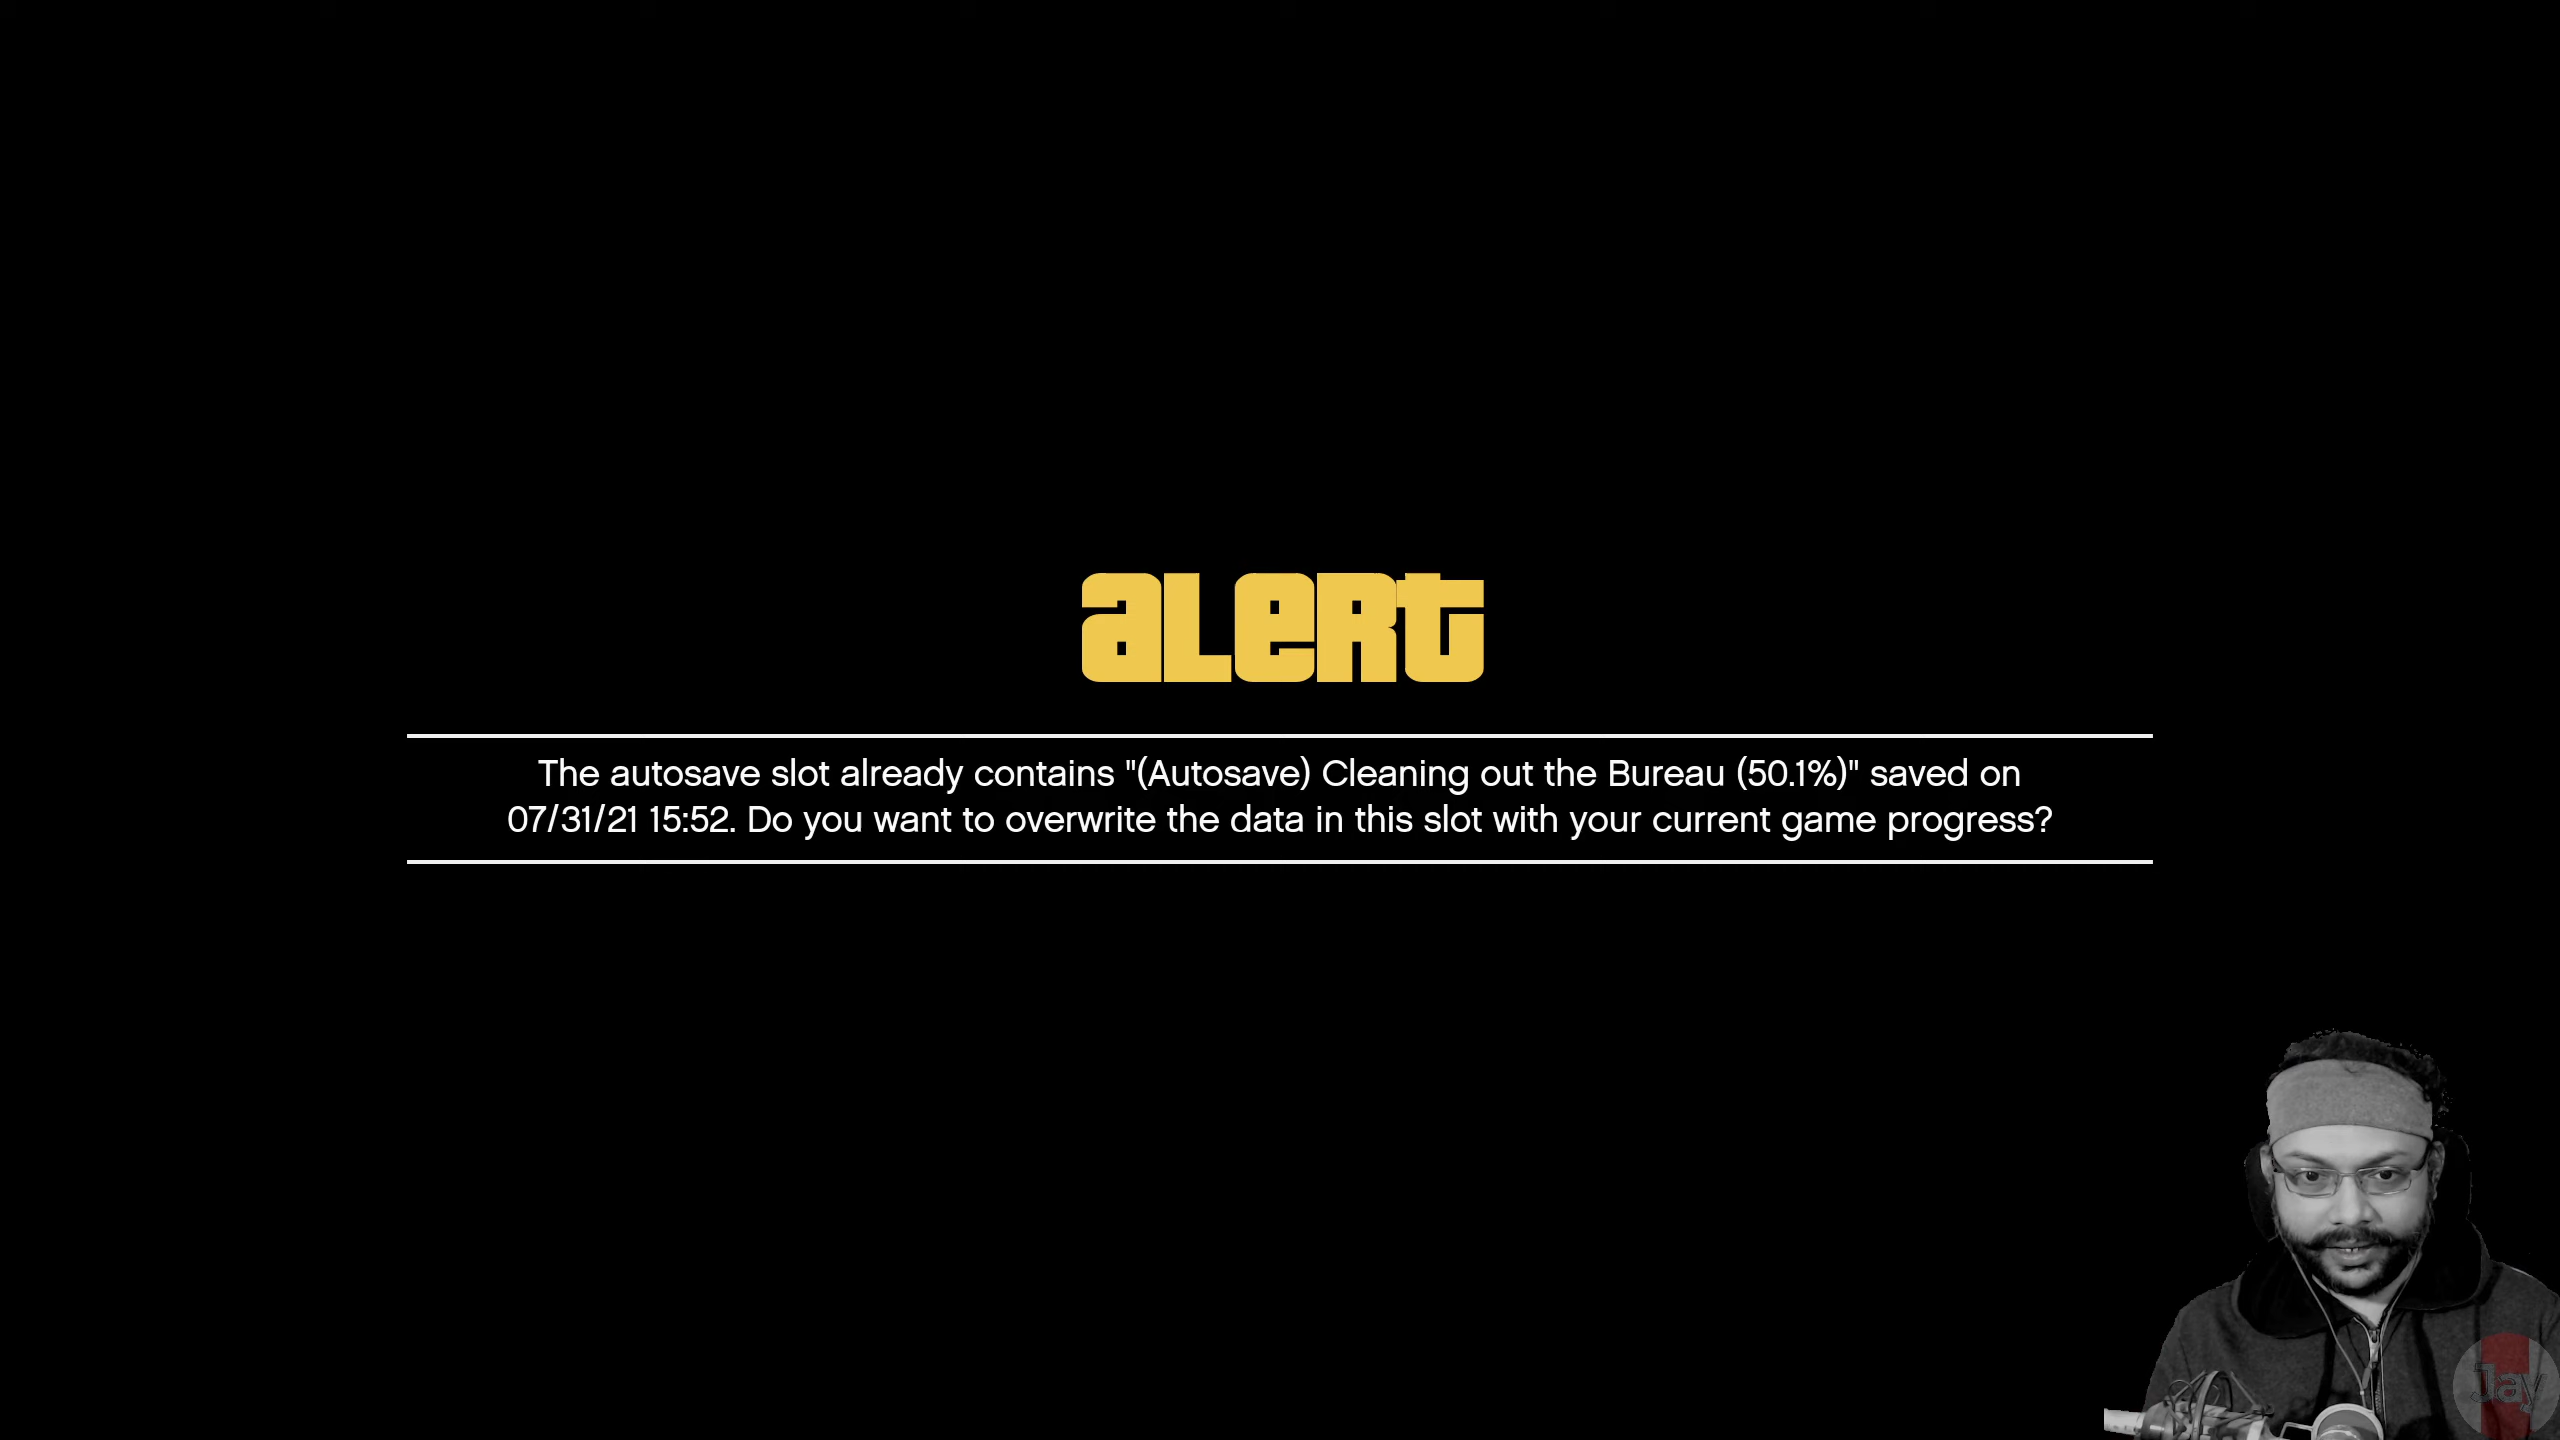 alert
The autosave slot already contains "(Autosave) Cleaning out the Bureau (50.1%)" saved on
07/31/21 15:52. Do you want to overwrite the data in this slot with your current game progress?
Jay